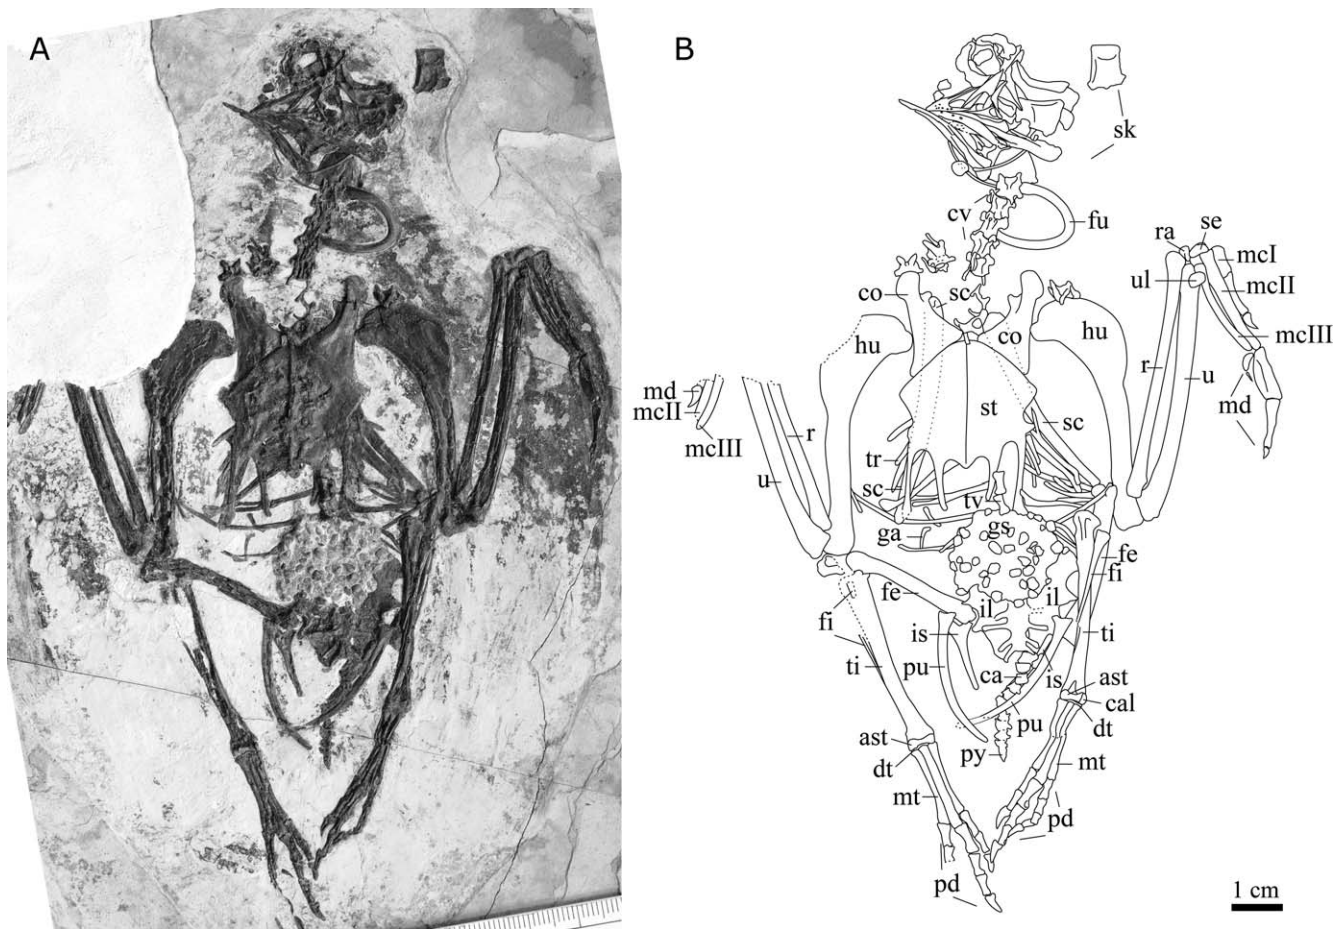 A
B
sk
cv
fu
ra
se
mcI
ul
mcII
co
sc
co
hu
hu
mcIII
r
u
md
md
mcII
r
st
sc
mcIII
tr
u
sc
tv
ga
gs
fe
fi
fe
il
il
fi
is
ti
ti
pu
ca
is
ast
cal
pu
dt
ast
py
dt
mt
mt
pd
pd
1 cm